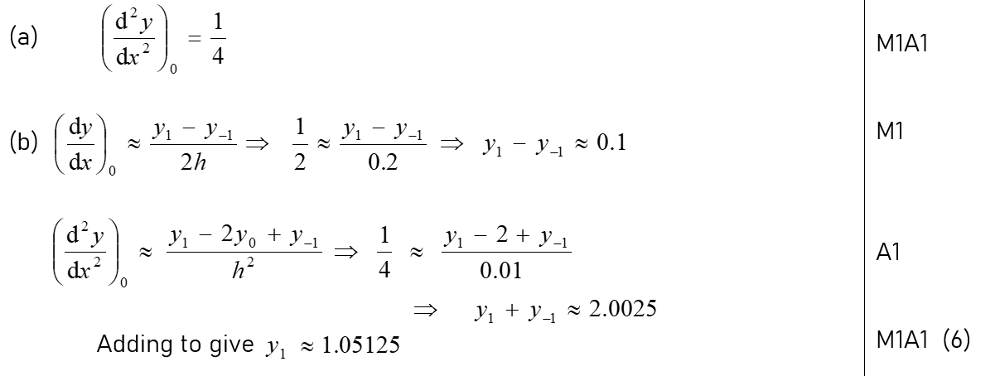 (a) (d²y/dx²)₀ = 1/4 M1A1
(b) (dy/dx)₀ ≈ (y₁ − y₋₁)/2h ⇒ 1/2 ≈ (y₁ − y₋₁)/0.2 ⇒ y₁ − y₋₁ ≈ 0.1 M1
(d²y/dx²)₀ ≈ (y₁ − 2y₀ + y₋₁)/h² ⇒ 1/4 ≈ (y₁ − 2 + y₋₁)/0.01 A1
⇒ y₁ + y₋₁ ≈ 2.0025
Adding to give y₁ ≈ 1.05125 M1A1 (6)